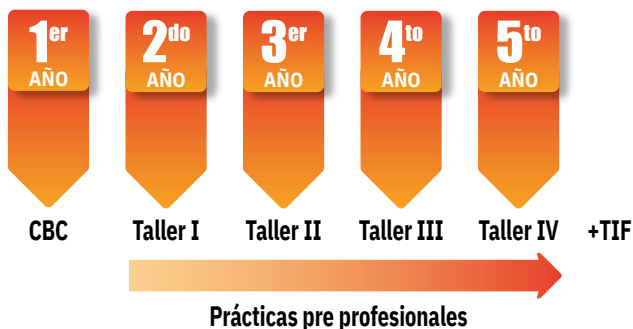 1er 2do 3er 4to 5to
AÑO AÑO AÑO AÑO AÑO
CBC Taller I Taller II Taller III Taller IV +TIF
Prácticas pre profesionales